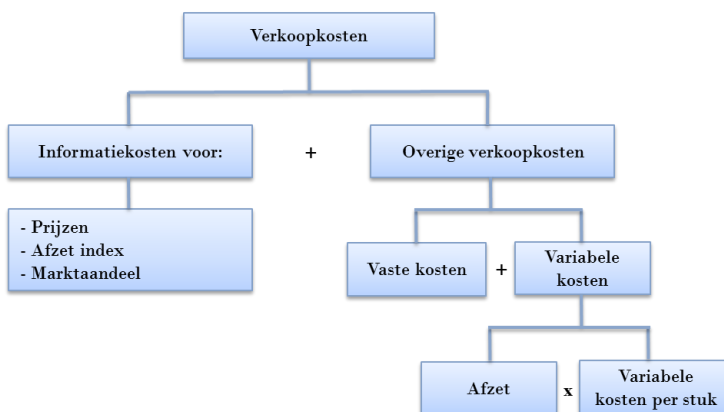 Verkoopkosten
Informatiekosten voor:
+
Overige verkoopkosten
- Prijzen
- Afzet index
- Marktaandeel
Vaste kosten
+
Variabele
kosten
Afzet
x
Variabele
kosten per stuk